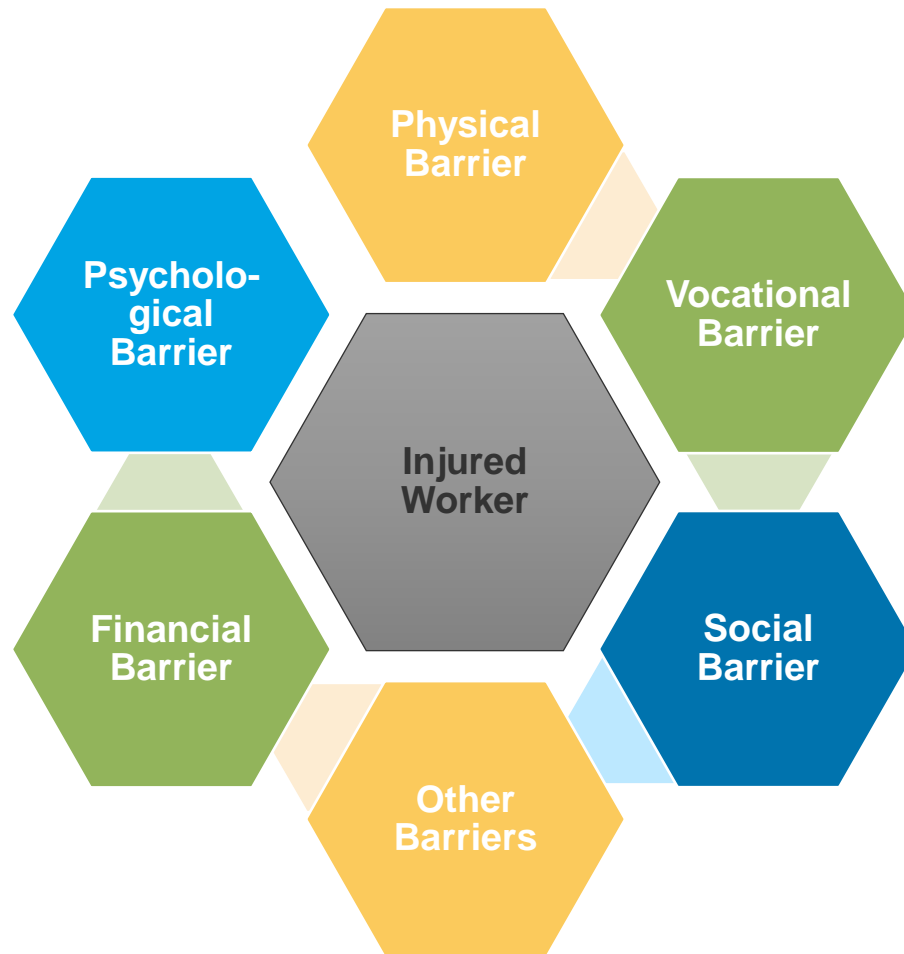 Physical
Barrier
Psycholo-
gical
Barrier
Vocational
Barrier
Injured
Worker
Financial
Barrier
Social
Barrier
Other
Barriers